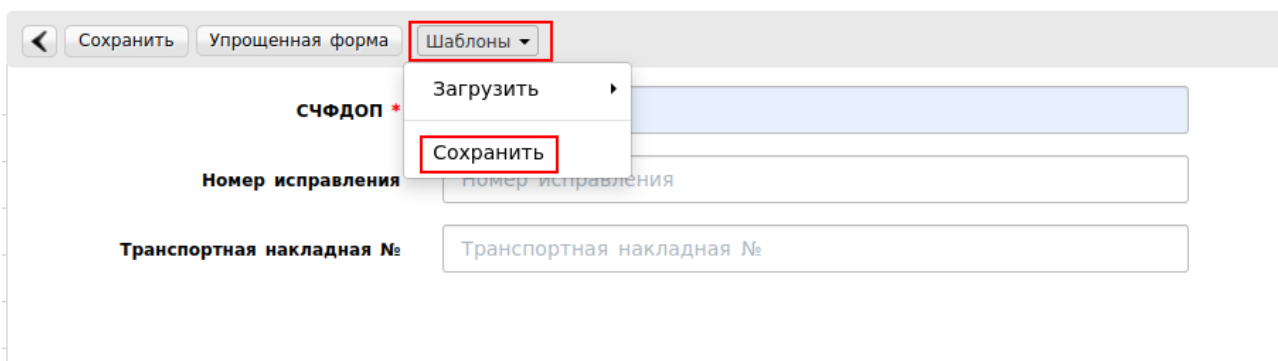 Сохранить Упрощенная форма Шаблоны
Загрузить
СЧФДОП *
Сохранить
Номер исправления Номер исправления
Транспортная накладная № Транспортная накладная №